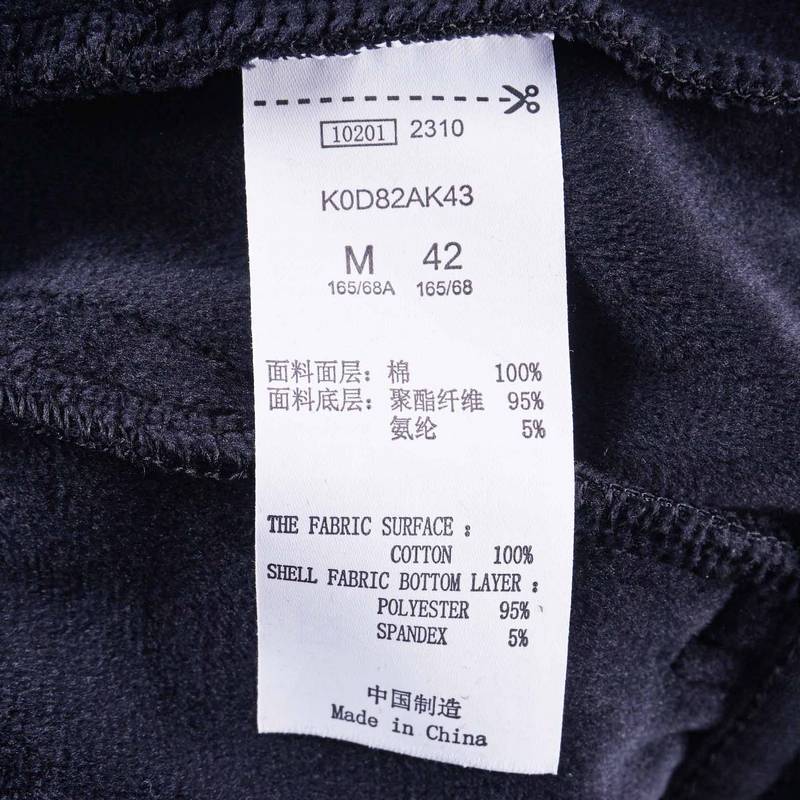 10201 2310
K0D82AK43
M 42
165/68A 165/68
面料面层：棉 100%
面料底层：聚酯纤维 95%
氨纶 5%
THE FABRIC SURFACE :
COTTON 100%
SHELL FABRIC BOTTOM LAYER :
POLYESTER 95%
SPANDEX 5%
中国制造
Made in China